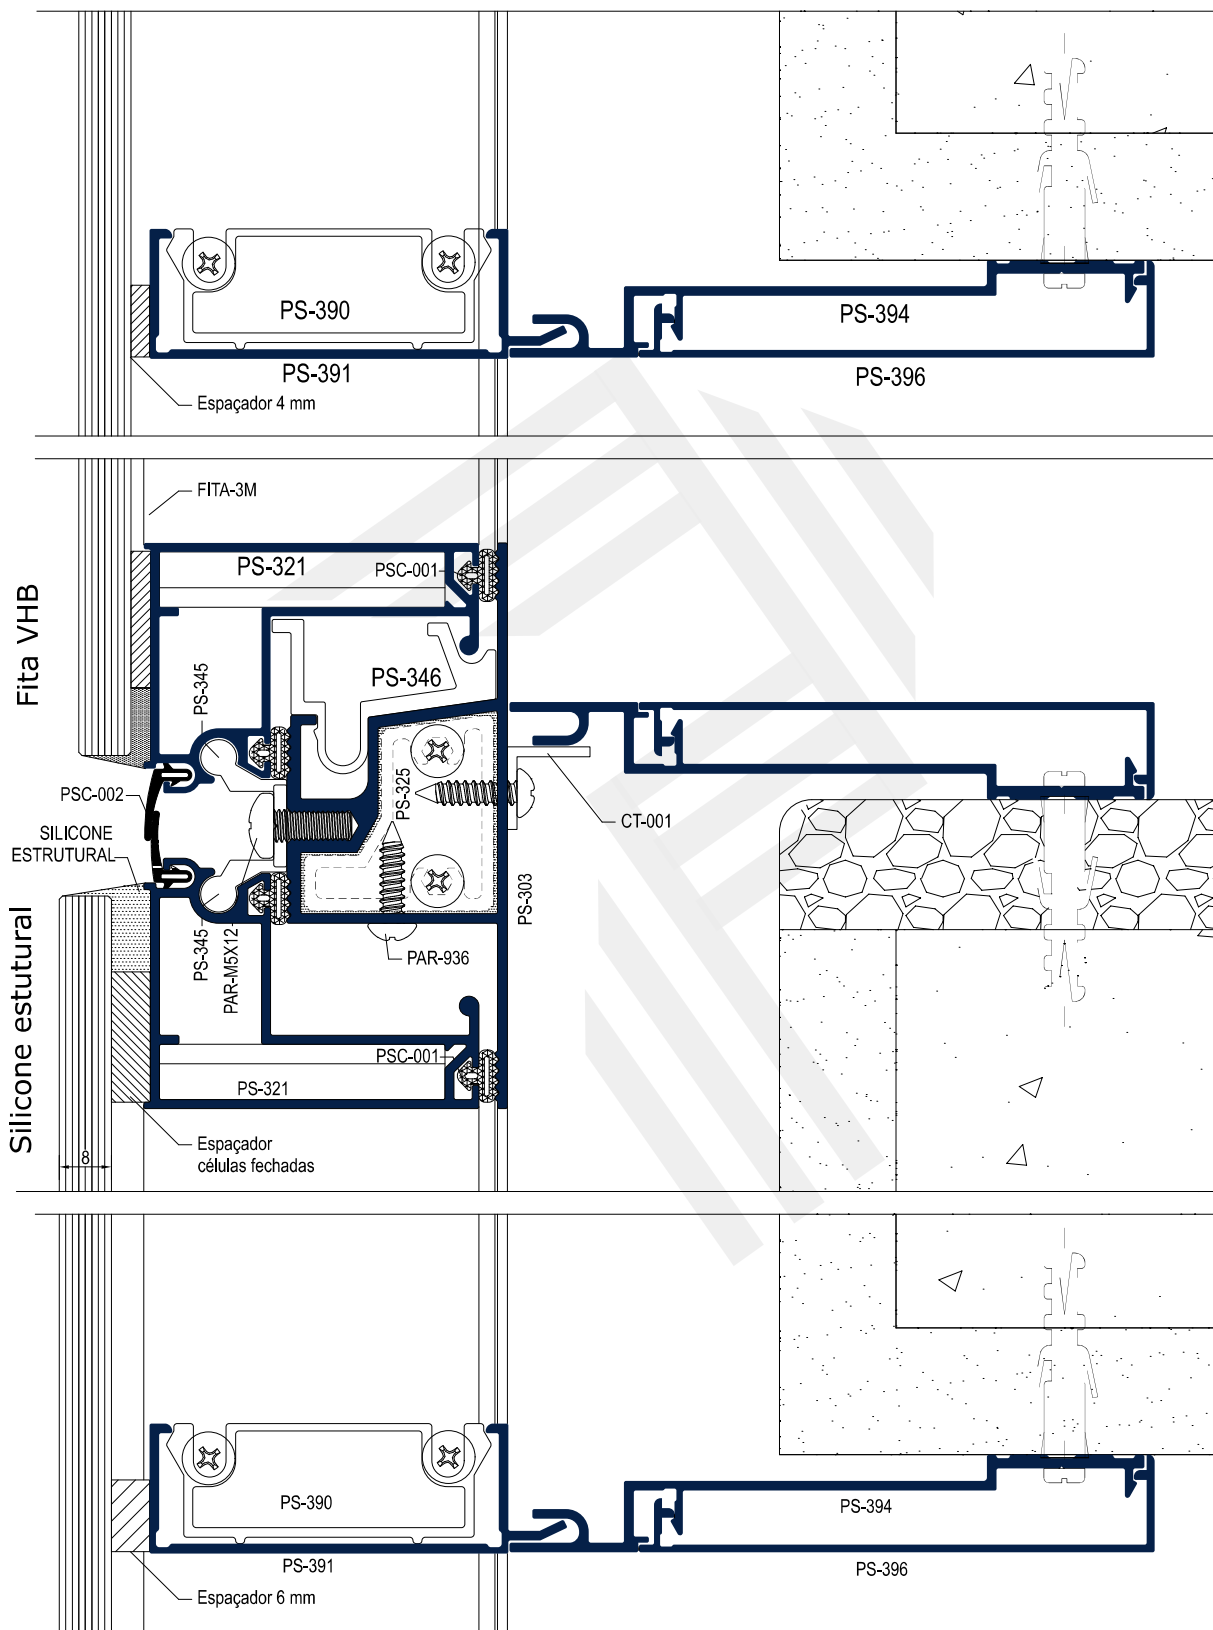 PS-390
PS-394
PS-391
PS-396
Espaçador 4 mm
FITA-3M
PS-321
PSC-001
Fita VHB
PS-345
PS-346
PS-325
PSC-002
SILICONE
ESTRUTURAL
CT-001
PS-303
PS-345
PAR-M5X12
PAR-936
Silicone estutural
PSC-001
PS-321
Espaçador
células fechadas
8
PS-390
PS-394
PS-391
PS-396
Espaçador 6 mm